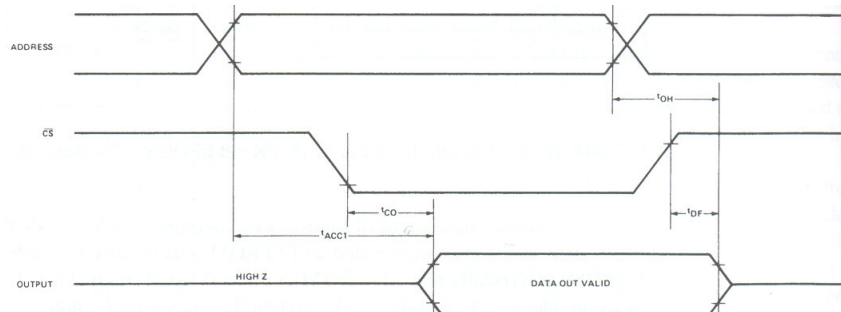 ADDRESS
tOH
CS
tCO
tDF
tACC1
HIGH Z
OUTPUT
DATA OUT VALID